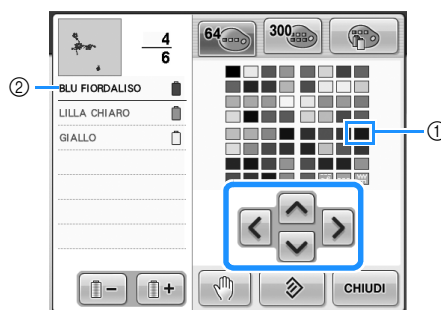 4
6
64
300
② BLU FIORDALISO
LILLA CHIARO
GIALLO
①
− +
CHIUDI